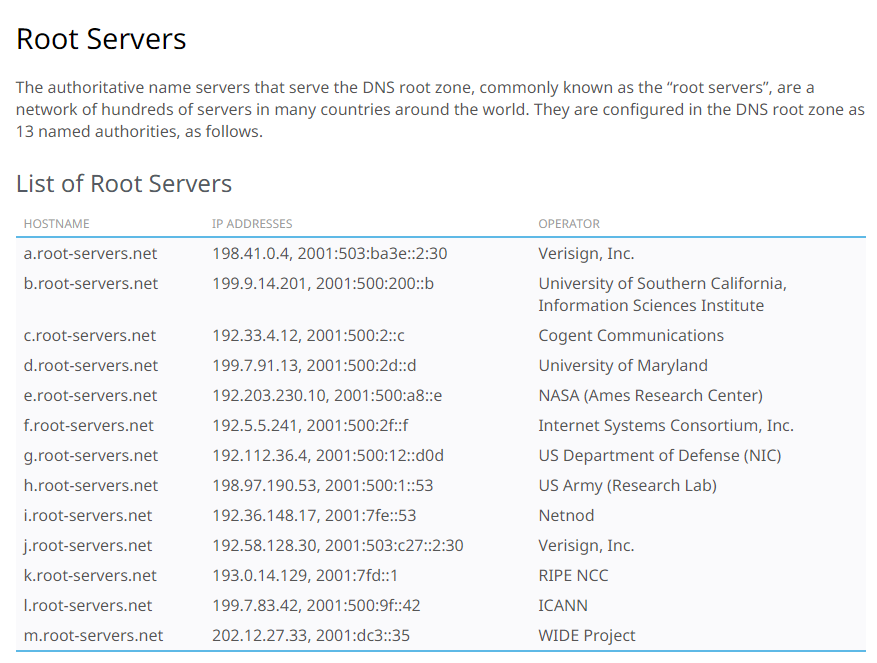 Root Servers
The authoritative name servers that serve the DNS root zone, commonly known as the “root servers”, are a
network of hundreds of servers in many countries around the world. They are configured in the DNS root zone as
13 named authorities, as follows.
List of Root Servers
HOSTNAME IP ADDRESSES OPERATOR
a.root-servers.net 198.41.0.4, 2001:503:ba3e::2:30 Verisign, Inc.
b.root-servers.net 199.9.14.201, 2001:500:200::b University of Southern California,
Information Sciences Institute
c.root-servers.net 192.33.4.12, 2001:500:2::c Cogent Communications
d.root-servers.net 199.7.91.13, 2001:500:2d::d University of Maryland
e.root-servers.net 192.203.230.10, 2001:500:a8::e NASA (Ames Research Center)
f.root-servers.net 192.5.5.241, 2001:500:2f::f Internet Systems Consortium, Inc.
g.root-servers.net 192.112.36.4, 2001:500:12::d0d US Department of Defense (NIC)
h.root-servers.net 198.97.190.53, 2001:500:1::53 US Army (Research Lab)
i.root-servers.net 192.36.148.17, 2001:7fe::53 Netnod
j.root-servers.net 192.58.128.30, 2001:503:c27::2:30 Verisign, Inc.
k.root-servers.net 193.0.14.129, 2001:7fd::1 RIPE NCC
l.root-servers.net 199.7.83.42, 2001:500:9f::42 ICANN
m.root-servers.net 202.12.27.33, 2001:dc3::35 WIDE Project